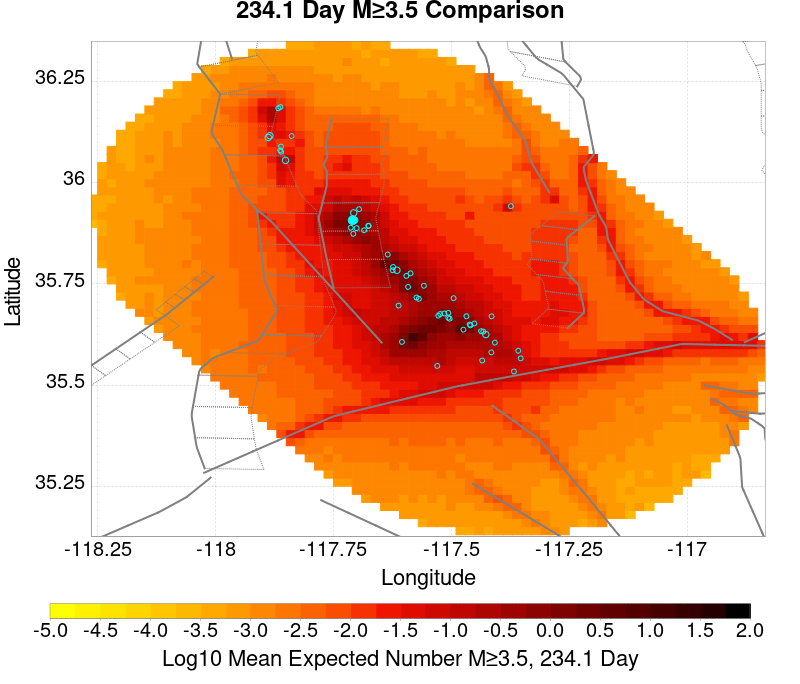 234.1 Day M≥3.5 Comparison
36.25
36
35.75
35.5
35.25
Latitude
-118.25 -118 -117.75 -117.5 -117.25 -117
Longitude
-5.0 -4.5 -4.0 -3.5 -3.0 -2.5 -2.0 -1.5 -1.0 -0.5 0.0 0.5 1.0 1.5 2.0
Log10 Mean Expected Number M≥3.5, 234.1 Day